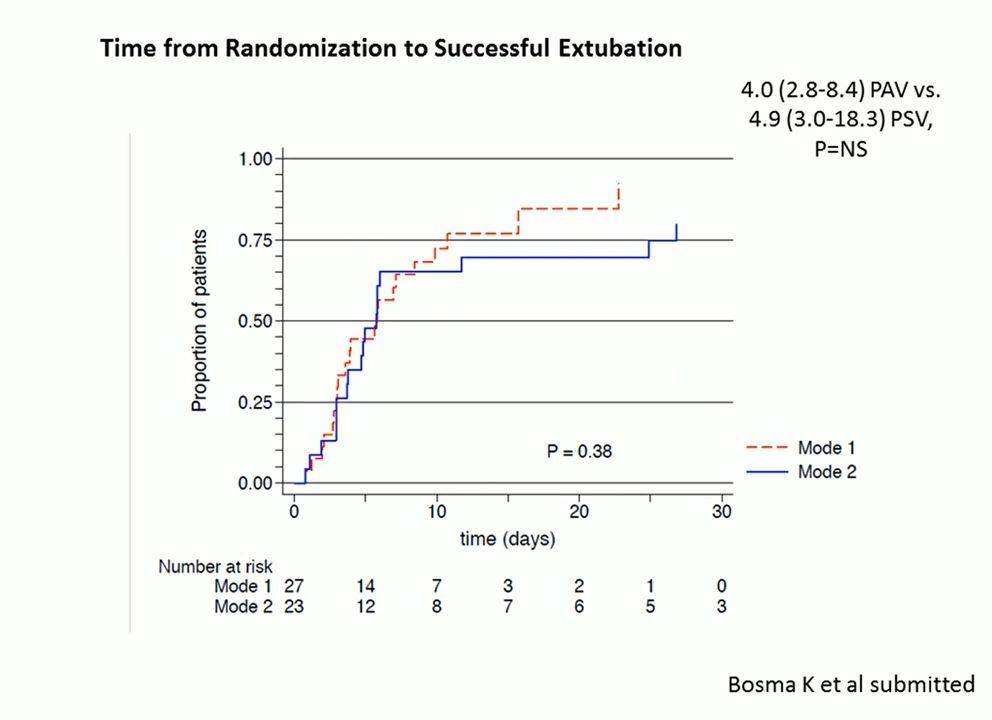 Time from Randomization to Successful Extubation
4.0 (2.8-8.4) PAV vs.
4.9 (3.0-18.3) PSV,
P=NS
1.00
0.75
0.50
0.25
0.00
Proportion of patients
P = 0.38
Mode 1
Mode 2
0 10 20 30
time (days)
Number at risk
Mode 1 27 14 7 3 2 1 0
Mode 2 23 12 8 7 6 5 3
Bosma K et al submitted